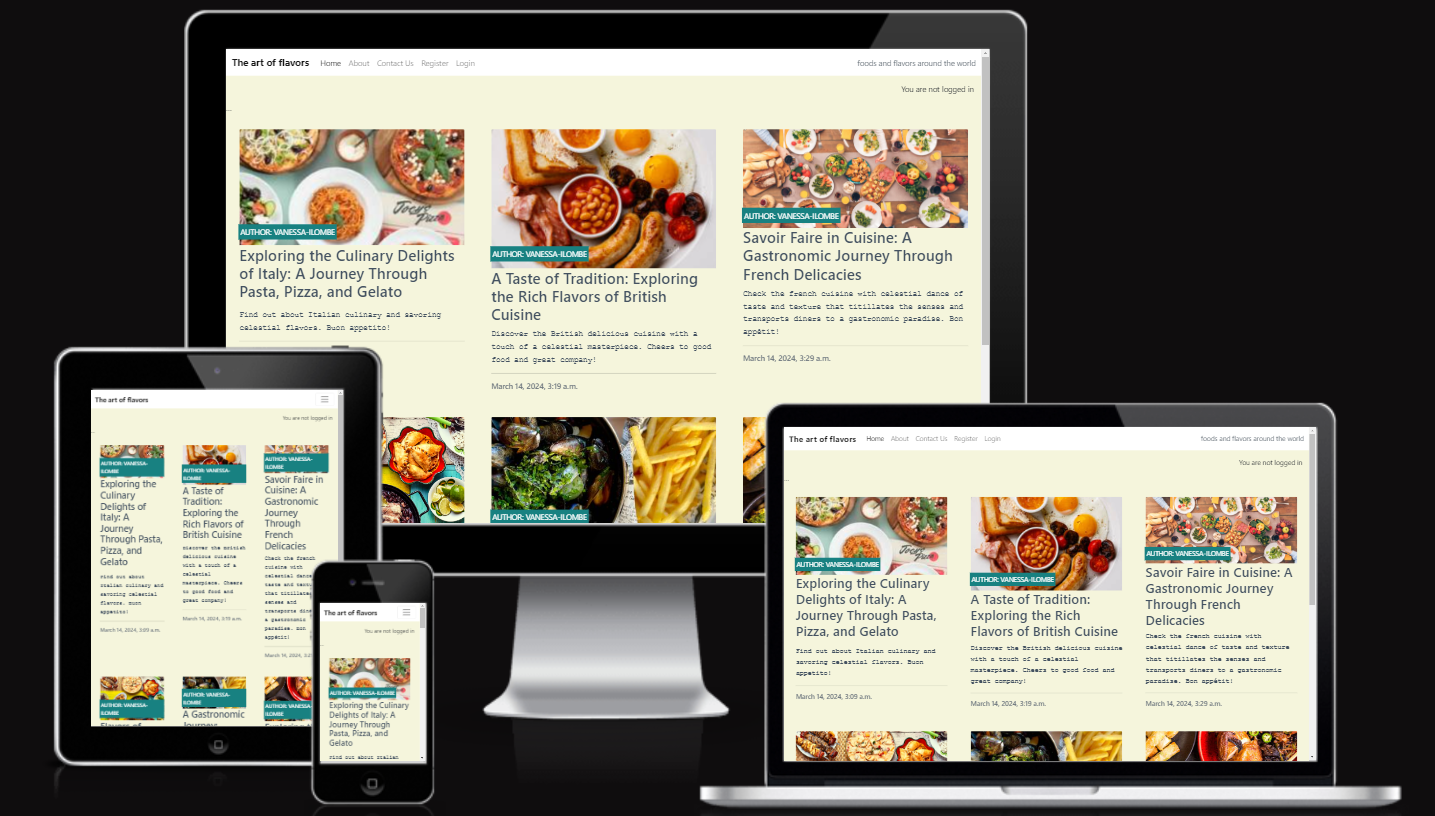 The art of flavors Home About Contact Us Register Login foods and flavors around the world
You are not logged in
AUTHOR: VANESSA-ILOMBE
Exploring the Culinary Delights
of Italy: A Journey Through
Pasta, Pizza, and Gelato
Find out about Italian culinary and savoring
celestial flavors. Buon appetito!
AUTHOR: VANESSA-ILOMBE
A Taste of Tradition: Exploring
the Rich Flavors of British
Cuisine
Discover the British delicious cuisine with a
touch of a celestial masterpiece. Cheers to good
food and great company!
March 14, 2024, 3:19 a.m.
AUTHOR: VANESSA-ILOMBE
Savoir Faire in Cuisine: A
Gastronomic Journey Through
French Delicacies
Check the french cuisine with celestial dance of
taste and texture that titillates the senses and
transports diners to a gastronomic paradise. Bon
appétit!
March 14, 2024, 3:29 a.m.
AUTHOR: VANESSA-ILOMBE
The art of flavors
You are not logged in
AUTHOR: VANESSA-
ILOMBE
Exploring the
Culinary
Delights of
Italy: A
Journey
Through Pasta,
Pizza, and
Gelato
Find out about
Italian culinary and
savoring celestial
flavors. Buon
appetito!
March 14, 2024, 3:09 a.m.
AUTHOR: VANESSA-
ILOMBE
A Taste of
Tradition:
Exploring the
Rich Flavors of
British Cuisine
Discover the British
delicious cuisine
with a touch of a
celestial
masterpiece. Cheers
to good food and
great company!
March 14, 2024, 3:19 a.m.
AUTHOR: VANESSA-
ILOMBE
Savoir Faire in
Cuisine: A
Gastronomic
Journey
Through
French
Delicacies
Check the french
cuisine with
celestial dance
taste and
that
senses and
transports
a gastronomic
paradise. Bon
appétit!
March 14, 2024,
AUTHOR: VANESSA-
ILOMBE
AUTHOR: VANESSA-
ILOMBE
A Gastronomic
AUTHOR: VANESSA-
ILOMBE
The art of flavors
You are not logged in
AUTHOR: VANESSA-ILOMBE
Exploring the Culinary
Delights of Italy: A
Journey Through
Pasta, Pizza, and
Gelato
Find out about Italian
The art of flavors Home About Contact Us Register Login foods and flavors around the world
You are not logged in
AUTHOR: VANESSA-ILOMBE
Exploring the Culinary
Delights of Italy: A
Journey Through Pasta,
Pizza, and Gelato
Find out about Italian culinary and
savoring celestial flavors. Buon
appetito!
March 14, 2024, 3:09 a.m.
AUTHOR: VANESSA-ILOMBE
A Taste of Tradition:
Exploring the Rich
Flavors of British Cuisine
Discover the British delicious cuisine
with a touch of a celestial
masterpiece. Cheers to good food and
great company!
March 14, 2024, 3:09 a.m.
AUTHOR: VANESSA-ILOMBE
Savoir Faire in Cuisine: A
Gastronomic Journey
Through French
Delicacies
Check the french cuisine with
celestial dance of taste and texture
that titillates the senses and
transports diners to a gastronomic
paradise. Bon appétit!
March 14, 2024, 3:09 a.m.